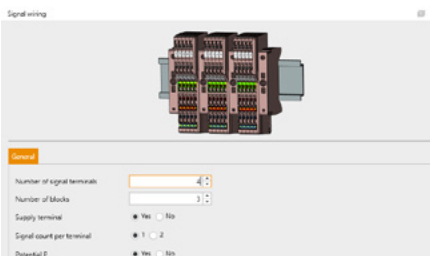 Signal wiring
General
Number of signal terminals 4
Number of blocks 3
Supply terminal Yes No
Signal count per terminal 1 2
Potential P Yes No